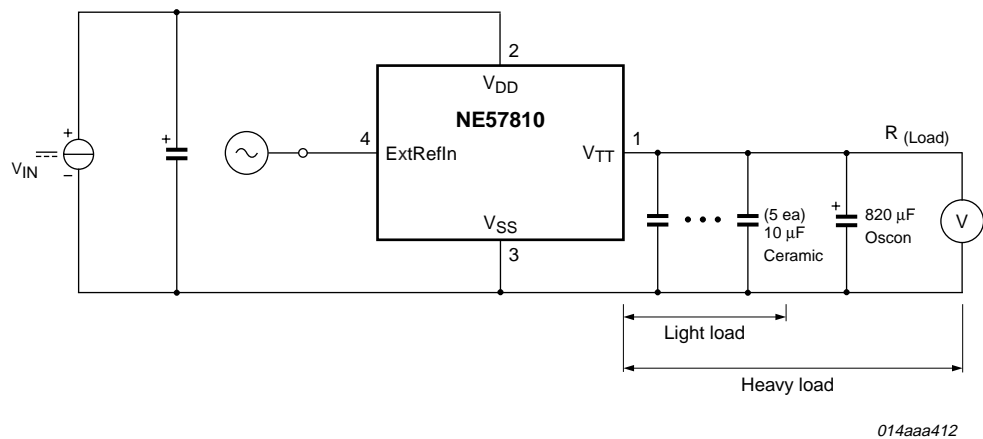 2
V_DD
NE57810
4
ExtRefIn
V_TT
1
R (Load)
+
+
V_IN
−
V_SS
3
(5 ea)
10 μF
Ceramic
+
820 μF
Oscon
V
Light load
Heavy load
014aaa412